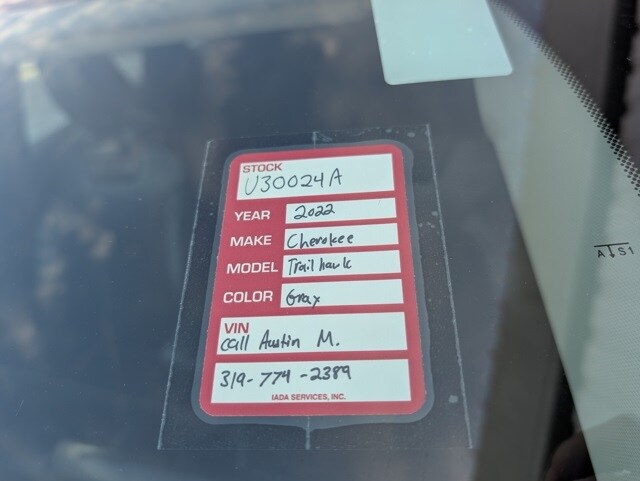 STOCK
U30024A
YEAR 2022
MAKE Cherokee
MODEL Trailhawk
COLOR Gray
VIN
Call Austin M.
319-774-2389
IADA SERVICES, INC.
AS1